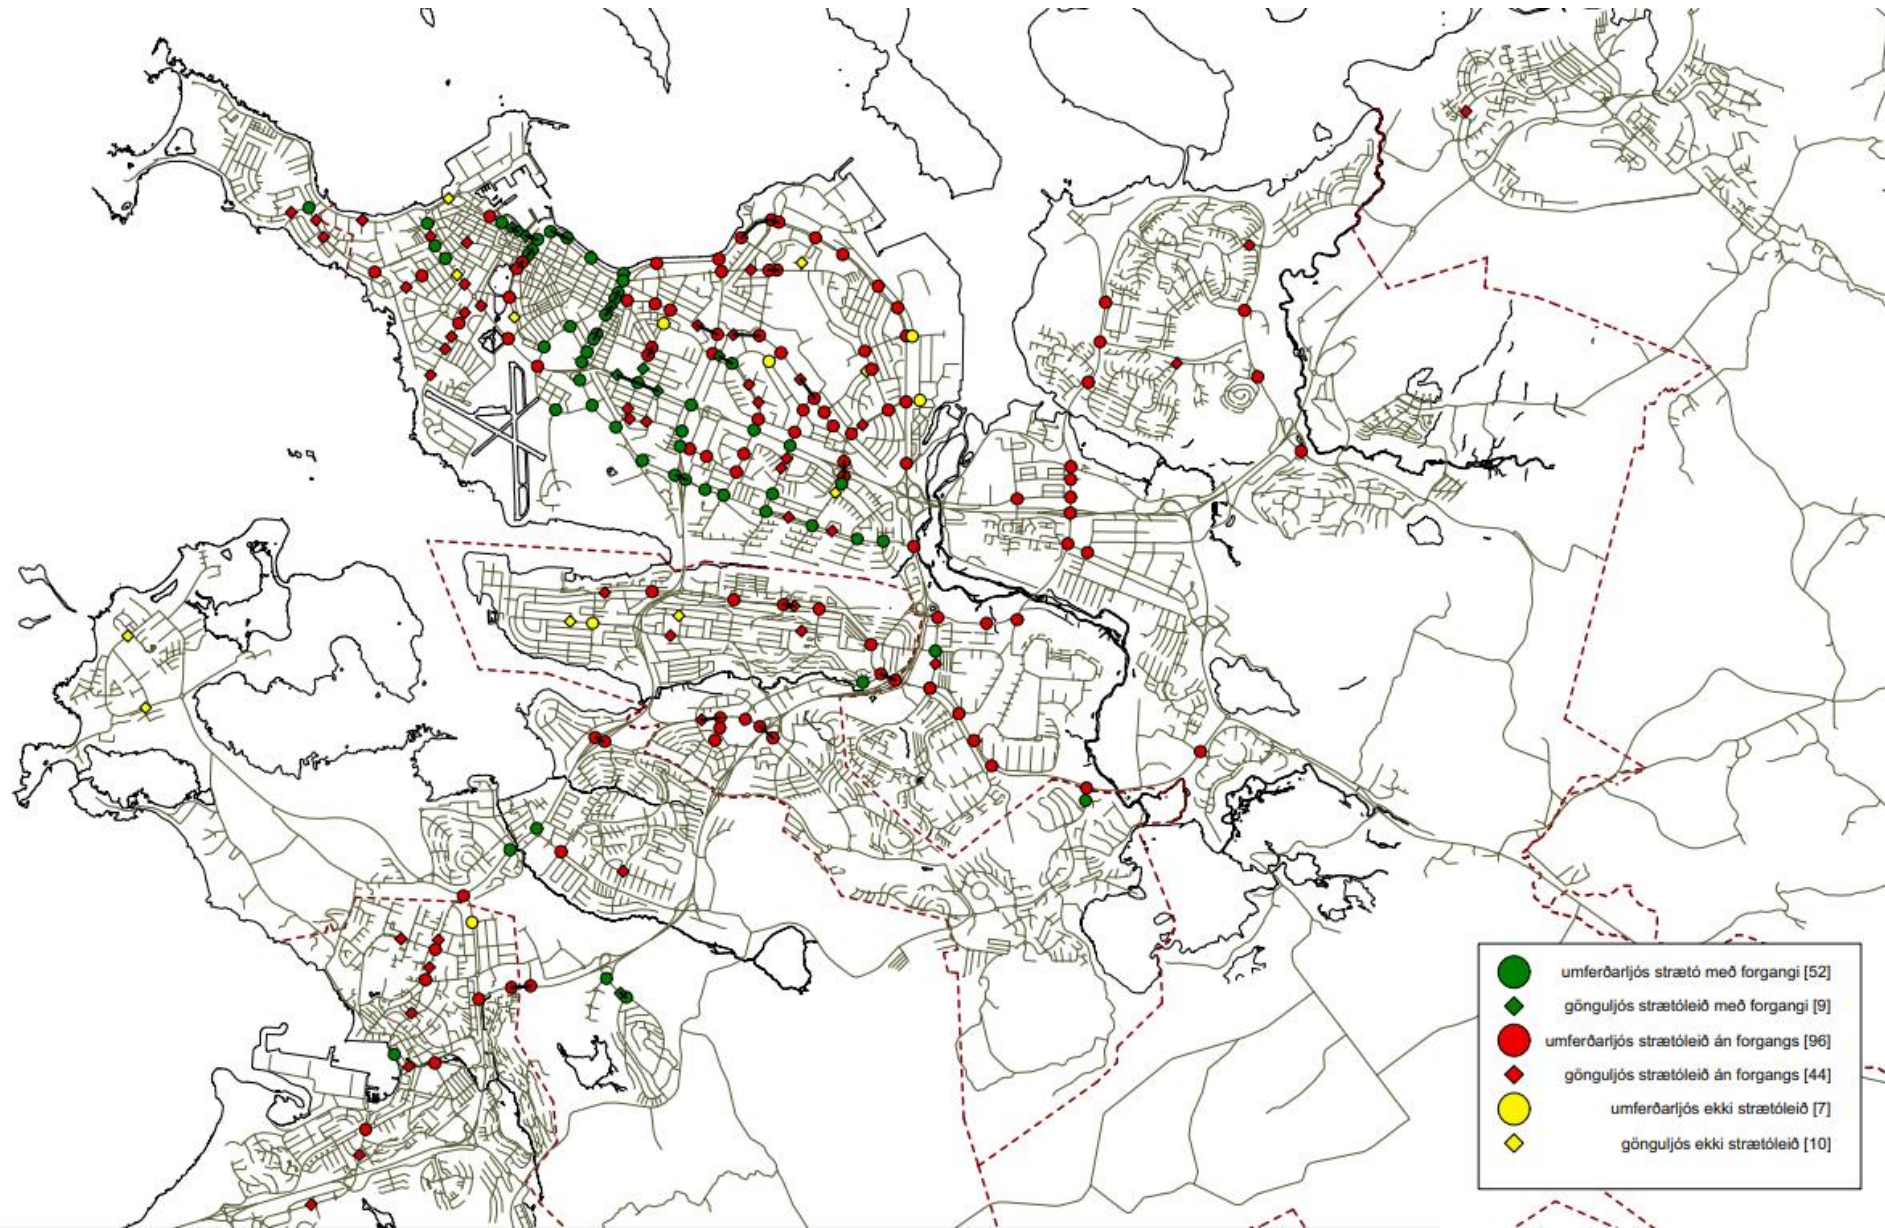 umferðarljós strætó með forgangi [52]
gönguljós strætóleið með forgangi [9]
umferðarljós strætóleið án forgangs [96]
gönguljós strætóleið án forgangs [44]
umferðarljós ekki strætóleið [7]
gönguljós ekki strætóleið [10]